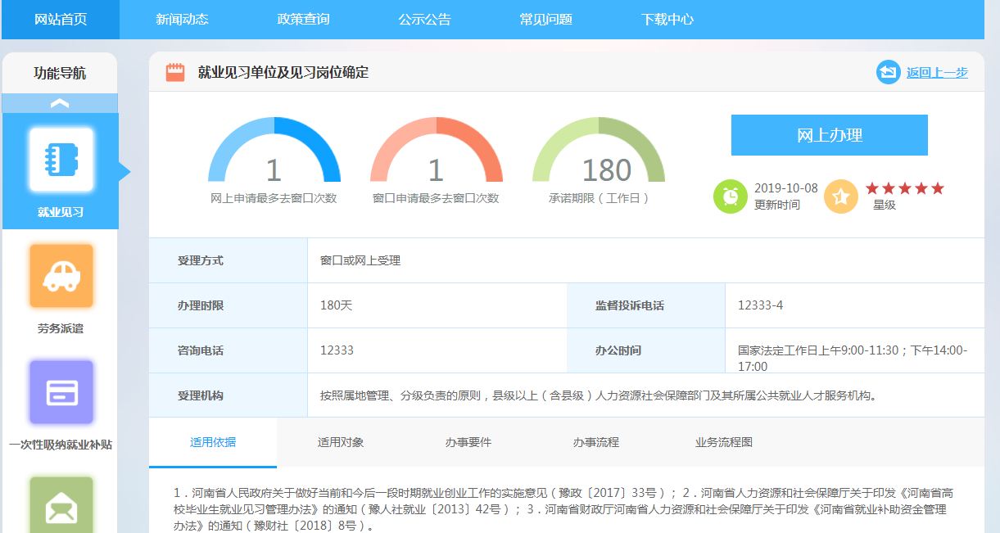 网站首页 新闻动态 政策查询 公示公告 常见问题 下载中心
功能导航
就业见习
劳务派遣
一次性吸纳就业补贴
就业见习单位及见习岗位确定
返回上一步
1 1 180
网上申请最多去窗口次数 窗口申请最多去窗口次数 承诺期限（工作日）
网上办理
2019-10-08
更新时间 星级
受理方式 窗口或网上受理
办理时限 180天 监督投诉电话 12333-4
咨询电话 12333 办公时间 国家法定工作日上午9:00-11:30；下午14:00-
17:00
受理机构 按照属地管理、分级负责的原则，县级以上（含县级）人力资源社会保障部门及其所属公共就业人才服务机构。
适用依据 适用对象 办事要件 办事流程 业务流程图
1．河南省人民政府关于做好当前和今后一段时期就业创业工作的实施意见（豫政〔2017〕33号）； 2．河南省人力资源和社会保障厅关于印发《河南省高
校毕业生就业见习管理办法》的通知（豫人社就业〔2013〕42号）； 3．河南省财政厅河南省人力资源和社会保障厅关于印发《河南省就业补助资金管理
办法》的通知（豫财社〔2018〕8号）。